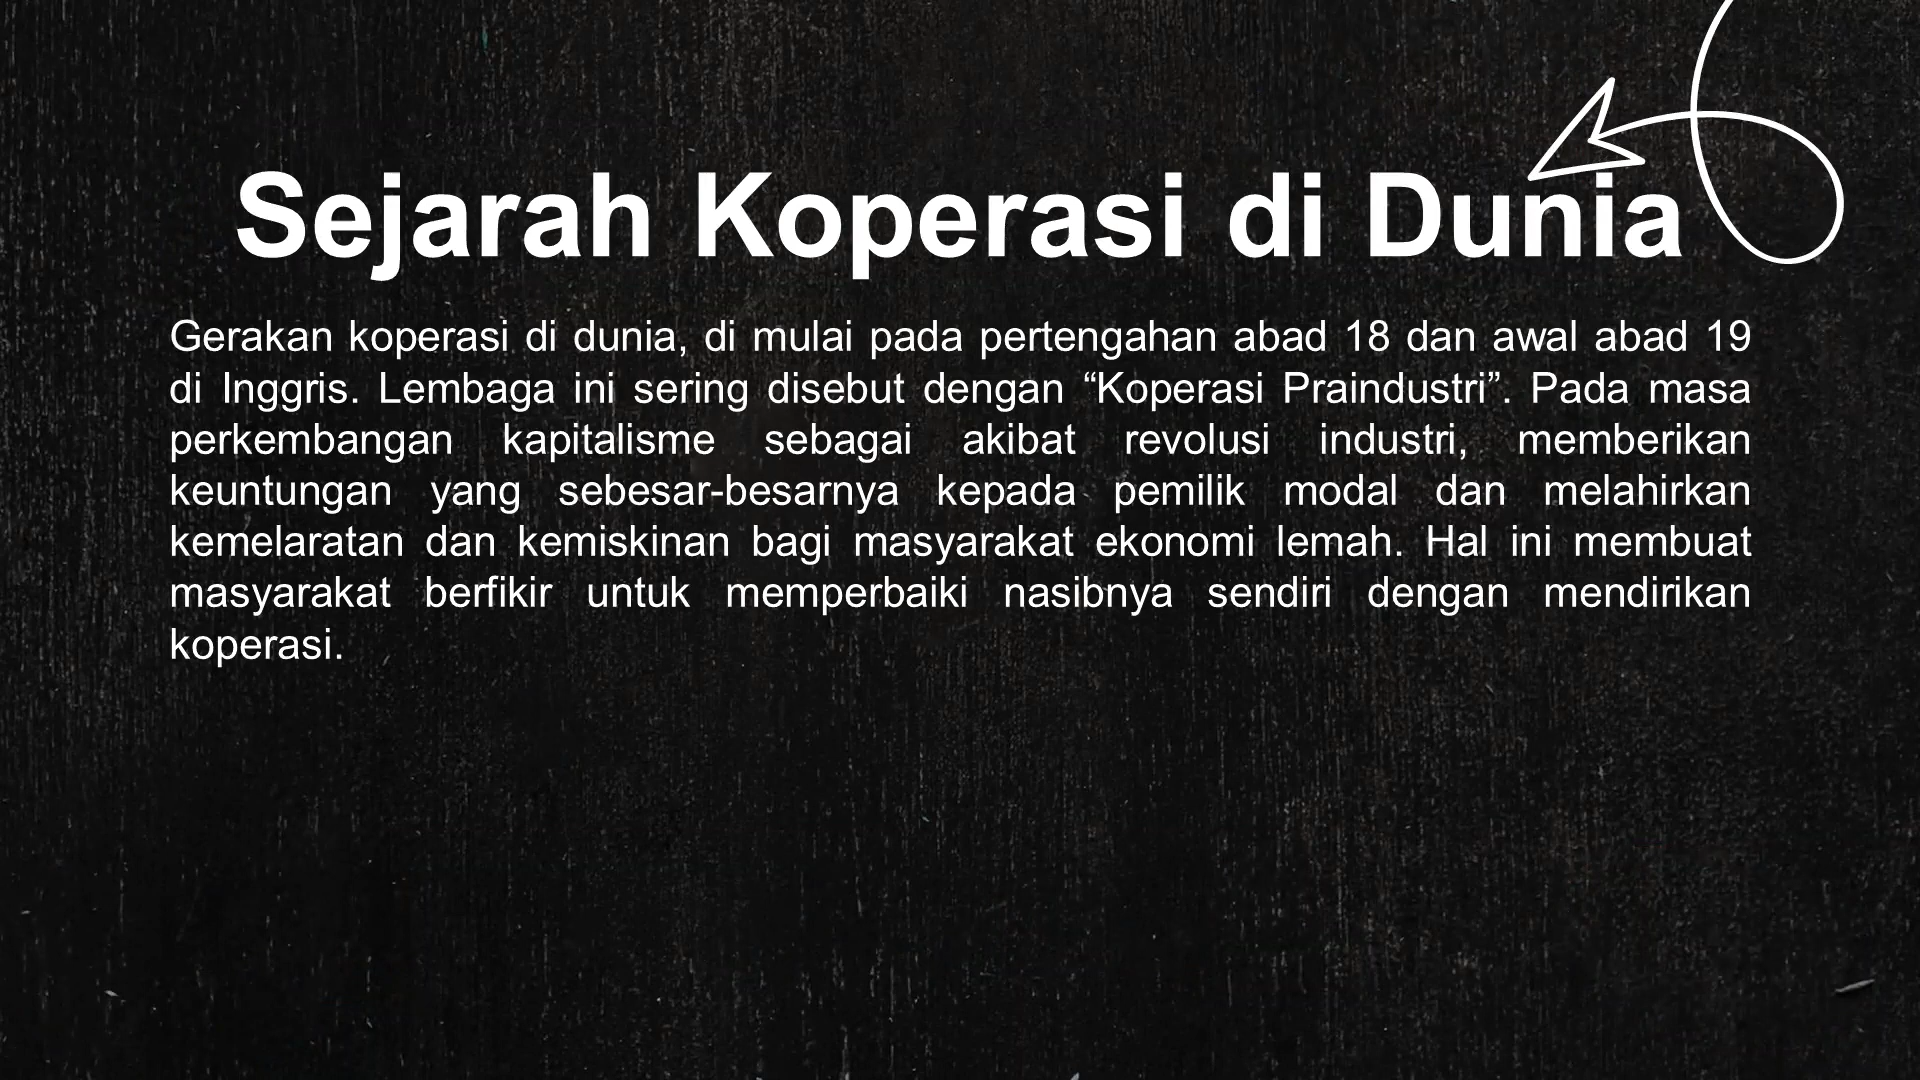 Sejarah Koperasi di Dunia
Gerakan koperasi di dunia, di mulai pada pertengahan abad 18 dan awal abad 19
di Inggris. Lembaga ini sering disebut dengan “Koperasi Praindustri”. Pada masa
perkembangan kapitalisme sebagai akibat revolusi industri, memberikan
keuntungan yang sebesar-besarnya kepada pemilik modal dan melahirkan
kemelaratan dan kemiskinan bagi masyarakat ekonomi lemah. Hal ini membuat
masyarakat berfikir untuk memperbaiki nasibnya sendiri dengan mendirikan
koperasi.